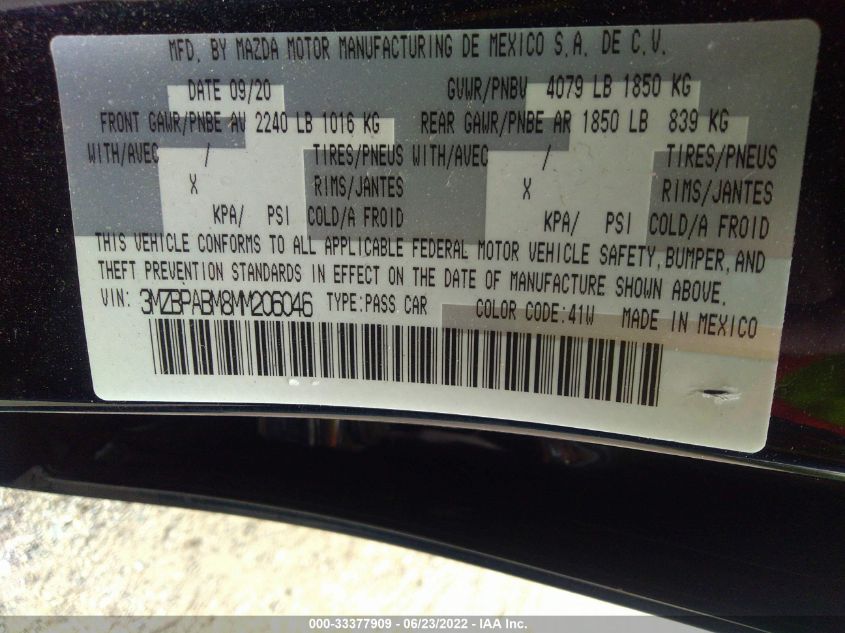 MFD. BY MAZDA MOTOR MANUFACTURING DE MEXICO S.A. DE C.V.
DATE 09/20 GVWR/PNBV 4079 LB 1850 KG
FRONT GAWR/PNBE AV 2240 LB 1016 KG REAR GAWR/PNBE AR 1850 LB 839 KG
WITH/AVEC / TIRES/PNEUS WITH/AVEC / TIRES/PNEUS
X RIMS/JANTES X RIMS/JANTES
KPA/ PSI COLD/A FROID KPA/ PSI COLD/A FROID
THIS VEHICLE CONFORMS TO ALL APPLICABLE FEDERAL MOTOR VEHICLE SAFETY, BUMPER, AND
THEFT PREVENTION STANDARDS IN EFFECT ON THE DATE OF MANUFACTURE SHOWN ABOVE.
VIN: 3MZBPABM8MM206046 TYPE:PASS CAR COLOR CODE:41W MADE IN MEXICO
000-33377909 - 06/23/2022 - IAA Inc.